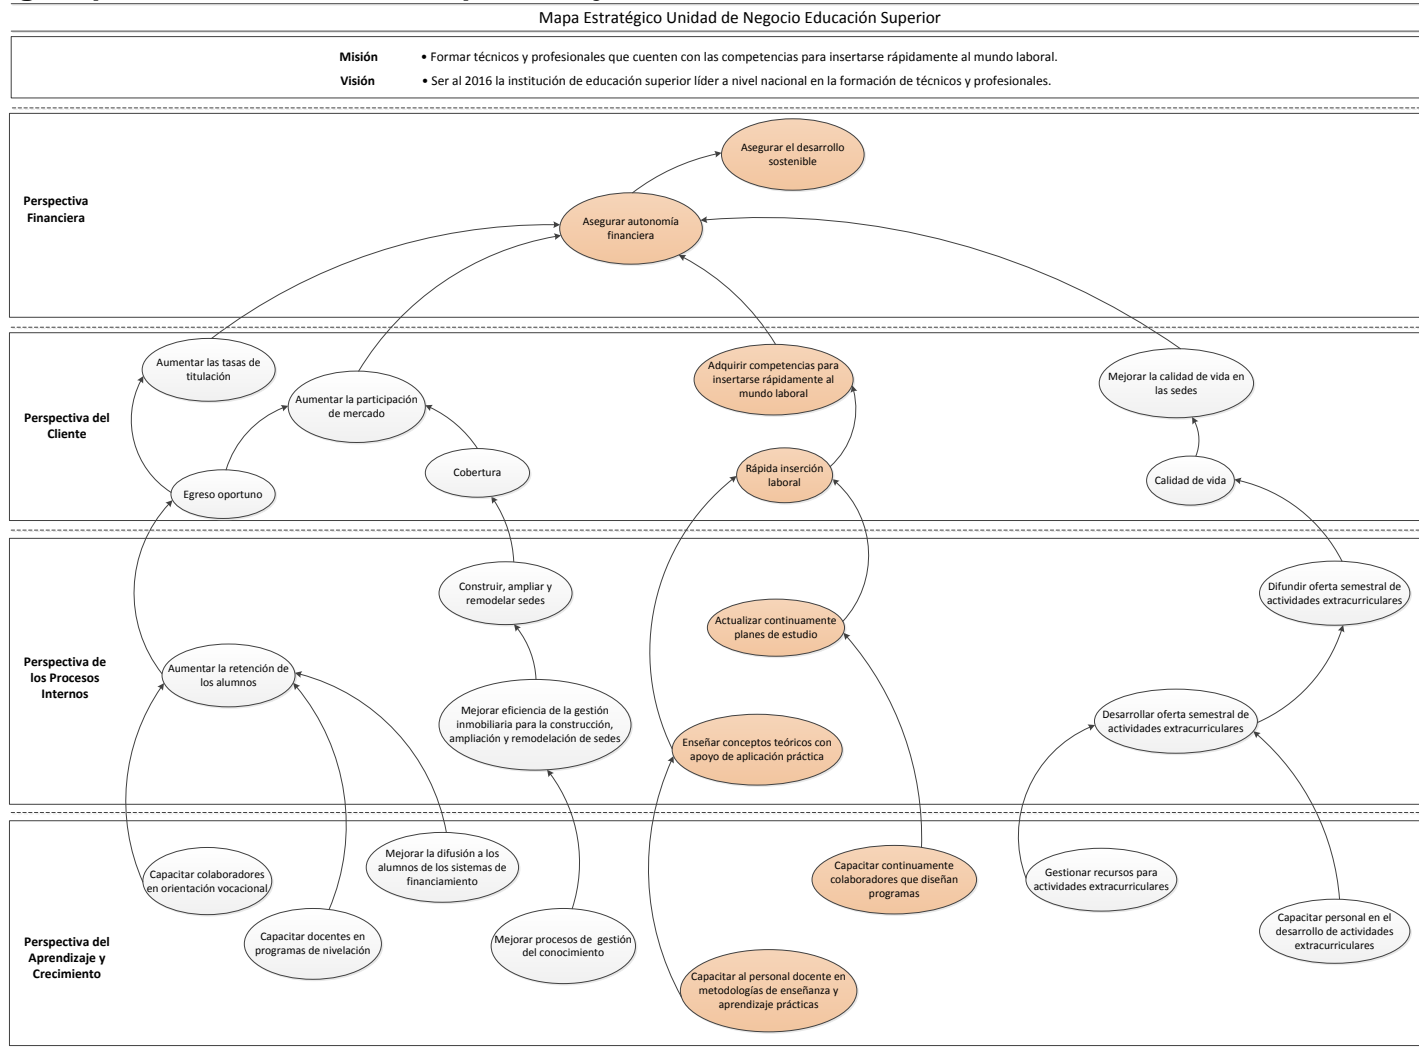 Mapa Estratégico Unidad de Negocio Educación Superior
Misión • Formar técnicos y profesionales que cuenten con las competencias para insertarse rápidamente al mundo laboral.
Visión • Ser al 2016 la institución de educación superior líder a nivel nacional en la formación de técnicos y profesionales.
Perspectiva
Financiera
Asegurar el desarrollo
sostenible
Asegurar autonomía
financiera
Perspectiva del
Cliente
Aumentar las tasas de
titulación
Aumentar la participación
de mercado
Adquirir competencias para
insertarse rápidamente al
mundo laboral
Mejorar la calidad de vida en
las sedes
Egreso oportuno
Cobertura
Rápida inserción
laboral
Calidad de vida
Perspectiva de
los Procesos
Internos
Construir, ampliar y
remodelar sedes
Actualizar continuamente
planes de estudio
Difundir oferta semestral de
actividades extracurriculares
Aumentar la retención de
los alumnos
Mejorar eficiencia de la gestión
inmobiliaria para la construcción,
ampliación y remodelación de sedes
Enseñar conceptos teóricos con
apoyo de aplicación práctica
Desarrollar oferta semestral de
actividades extracurriculares
Perspectiva del
Aprendizaje y
Crecimiento
Capacitar colaboradores
en orientación vocacional
Mejorar la difusión a los
alumnos de los sistemas de
financiamiento
Capacitar continuamente
colaboradores que diseñan
programas
Gestionar recursos para
actividades extracurriculares
Capacitar docentes en
programas de nivelación
Mejorar procesos de gestión
del conocimiento
Capacitar al personal docente en
metodologías de enseñanza y
aprendizaje prácticas
Capacitar personal en el
desarrollo de actividades
extracurriculares